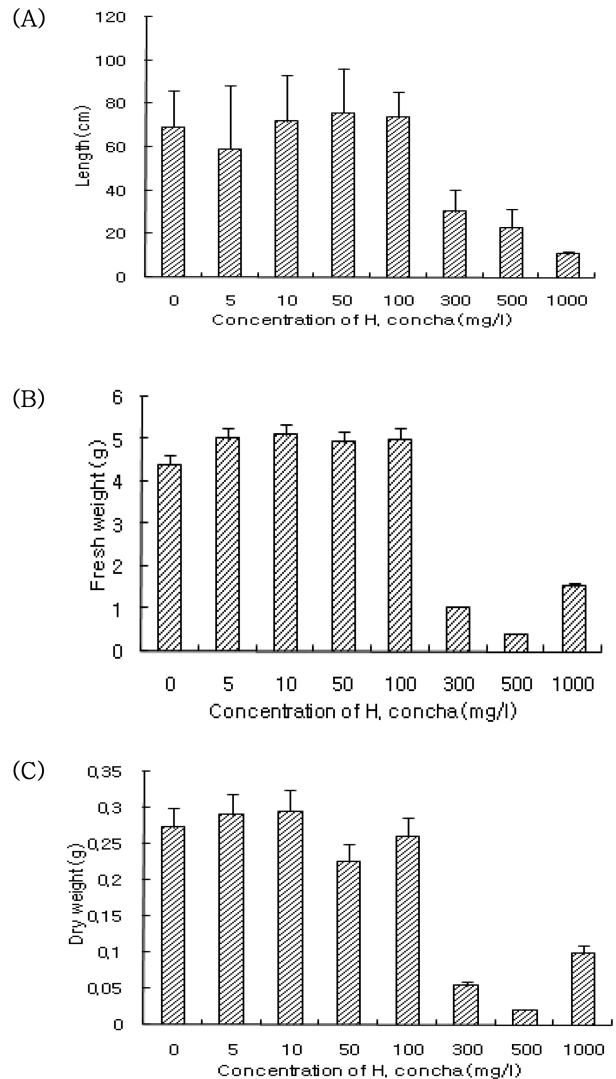 (A)
120
100
80
60
40
20
0
Length(cm)
0 5 10 50 100 300 500 1000
Concentration of H, concha(mg/l)
(B)
6
5
4
3
2
1
0
Fresh weight(g)
0 5 10 50 100 300 500 1000
Concentration of H, concha(mg/l)
(C)
0,35
0,3
0,25
0,2
0,15
0,1
0,05
0
Dry weight(g)
0 5 10 50 100 300 500 1000
Concentration of H, concha(mg/l)